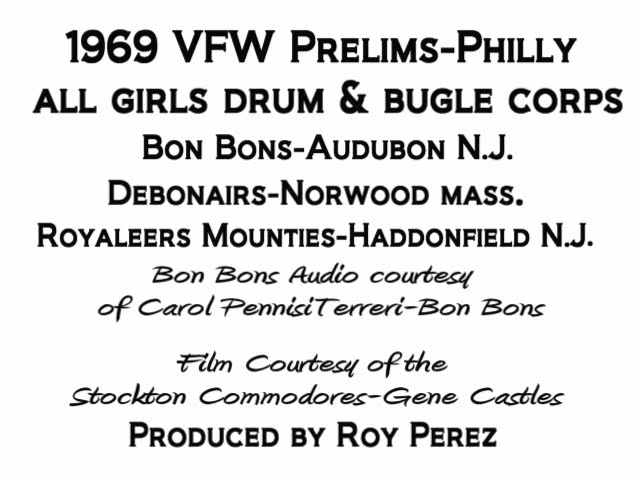 1969 VFW Prelims-Philly
ALL GIRLS DRUM & BUGLE CORPS
Bon Bons-Audubon N.J.
Debonairs-Norwood mass.
Royaleers Mounties-Haddonfield N.J.
Bon Bons Audio courtesy
of Carol PennisiTerreri-Bon Bons
Film Courtesy of the
Stockton Commodores-Gene Castles
Produced by Roy Perez